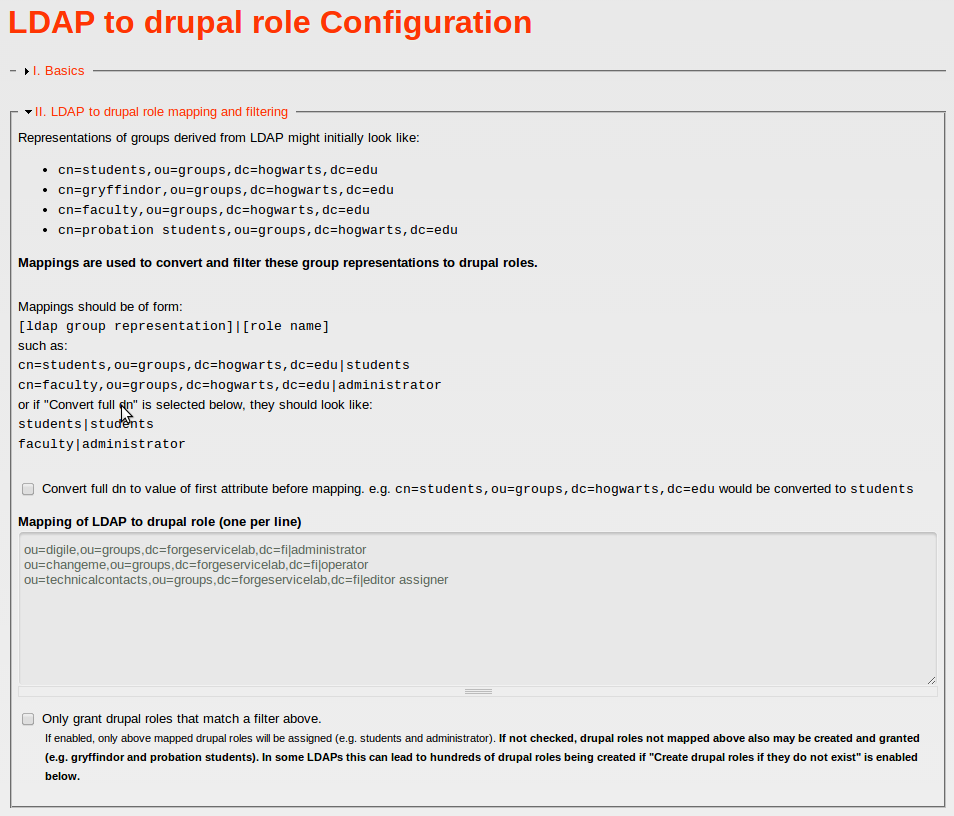 LDAP to drupal role Configuration
I. Basics
II. LDAP to drupal role mapping and filtering
Representations of groups derived from LDAP might initially look like:
cn=students,ou=groups,dc=hogwarts,dc=edu
cn=gryffindor,ou=groups,dc=hogwarts,dc=edu
cn=faculty,ou=groups,dc=hogwarts,dc=edu
cn=probation students,ou=groups,dc=hogwarts,dc=edu
Mappings are used to convert and filter these group representations to drupal roles.
Mappings should be of form:
[ldap group representation]|[role name]
such as:
cn=students,ou=groups,dc=hogwarts,dc=edu|students
cn=faculty,ou=groups,dc=hogwarts,dc=edu|administrator
or if "Convert full dn" is selected below, they should look like:
students|students
faculty|administrator
Convert full dn to value of first attribute before mapping. e.g. cn=students,ou=groups,dc=hogwarts,dc=edu would be converted to students
Mapping of LDAP to drupal role (one per line)
ou=digile,ou=groups,dc=forgeservicelab,dc=fi|administrator
ou=changeme,ou=groups,dc=forgeservicelab,dc=fi|operator
ou=technicalcontacts,ou=groups,dc=forgeservicelab,dc=fi|editor assigner
Only grant drupal roles that match a filter above.
If enabled, only above mapped drupal roles will be assigned (e.g. students and administrator). If not checked, drupal roles not mapped above also may be created and granted
(e.g. gryffindor and probation students). In some LDAPs this can lead to hundreds of drupal roles being created if "Create drupal roles if they do not exist" is enabled
below.